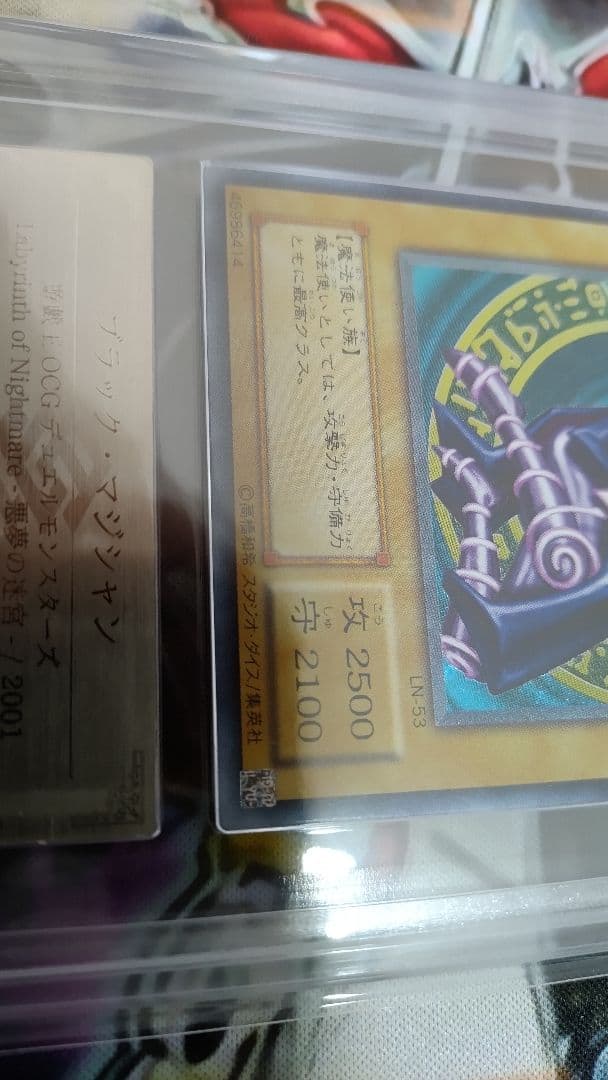 LN-53
【魔法使い族】
魔法使いとしては、攻撃力・守備力
ともに最高クラス。
攻 2500
守 2100
46986414
©高橋和希 スタジオ・ダイス/集英社
ブラック・マジシャン
遊戯王OCG デュエルモンスターズ
Labyrinth of Nightmare - 悪夢の迷宮 - / 2001